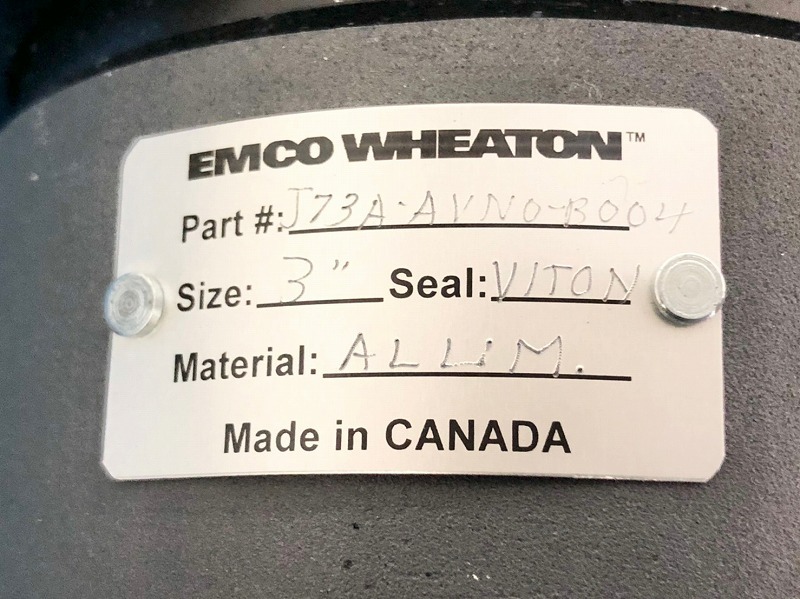 EMCO WHEATON™
Part #: J73A-AVNO-B004
Size: 3" Seal: VITON
Material: ALUM.
Made in CANADA